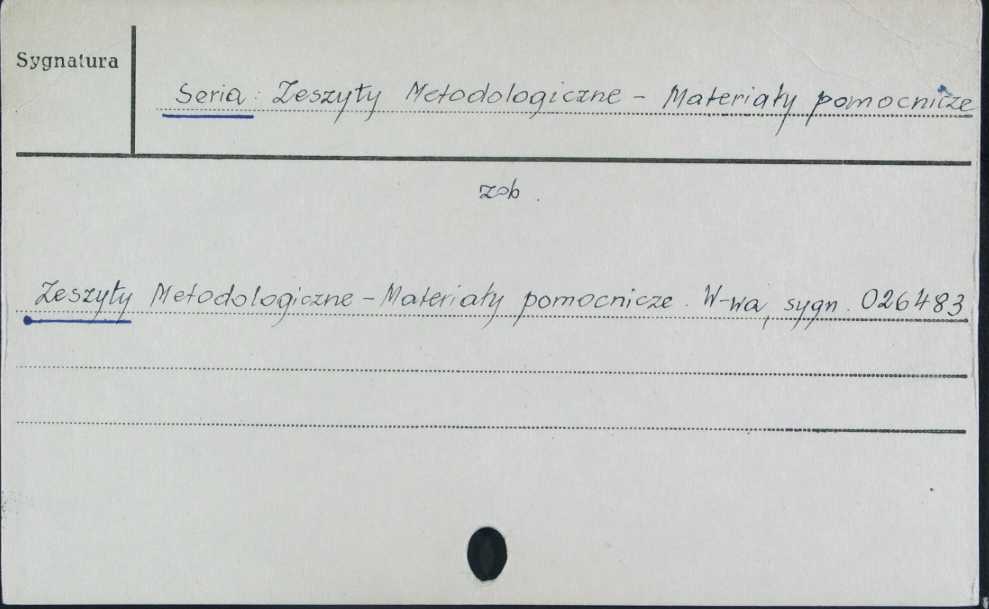 Sygnatura
Seria: Zeszyty Metodologiczne - Materiały pomocnicze
zob.
Zeszyty Metodologiczne - Materiały pomocnicze. W-wa, sygn. 026483